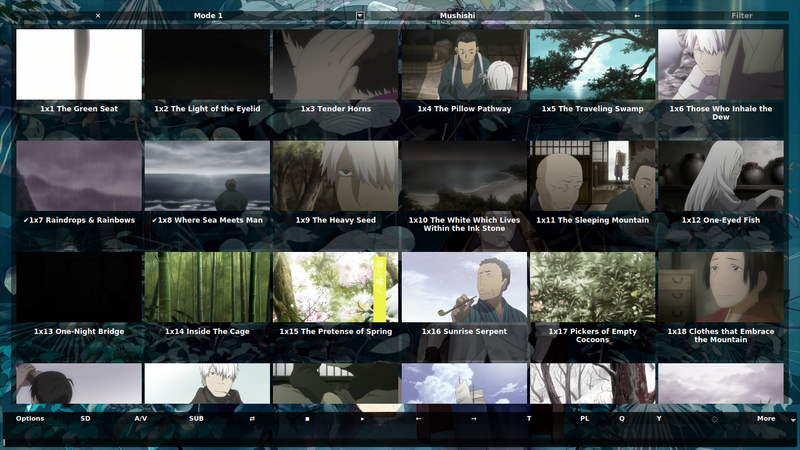 ✕ Mode 1 Mushishi ← Filter
1x1 The Green Seat
1x2 The Light of the Eyelid
1x3 Tender Horns
1x4 The Pillow Pathway
1x5 The Traveling Swamp
1x6 Those Who Inhale the
Dew
✔1x7 Raindrops & Rainbows
✔1x8 Where Sea Meets Man
1x9 The Heavy Seed
1x10 The White Which Lives
Within the Ink Stone
1x11 The Sleeping Mountain
1x12 One-Eyed Fish
1x13 One-Night Bridge
1x14 Inside The Cage
1x15 The Pretense of Spring
1x16 Sunrise Serpent
1x17 Pickers of Empty
Cocoons
1x18 Clothes that Embrace
the Mountain
Options SD A/V SUB ⇄ ▪ ▸ ← → T PL Q Y More